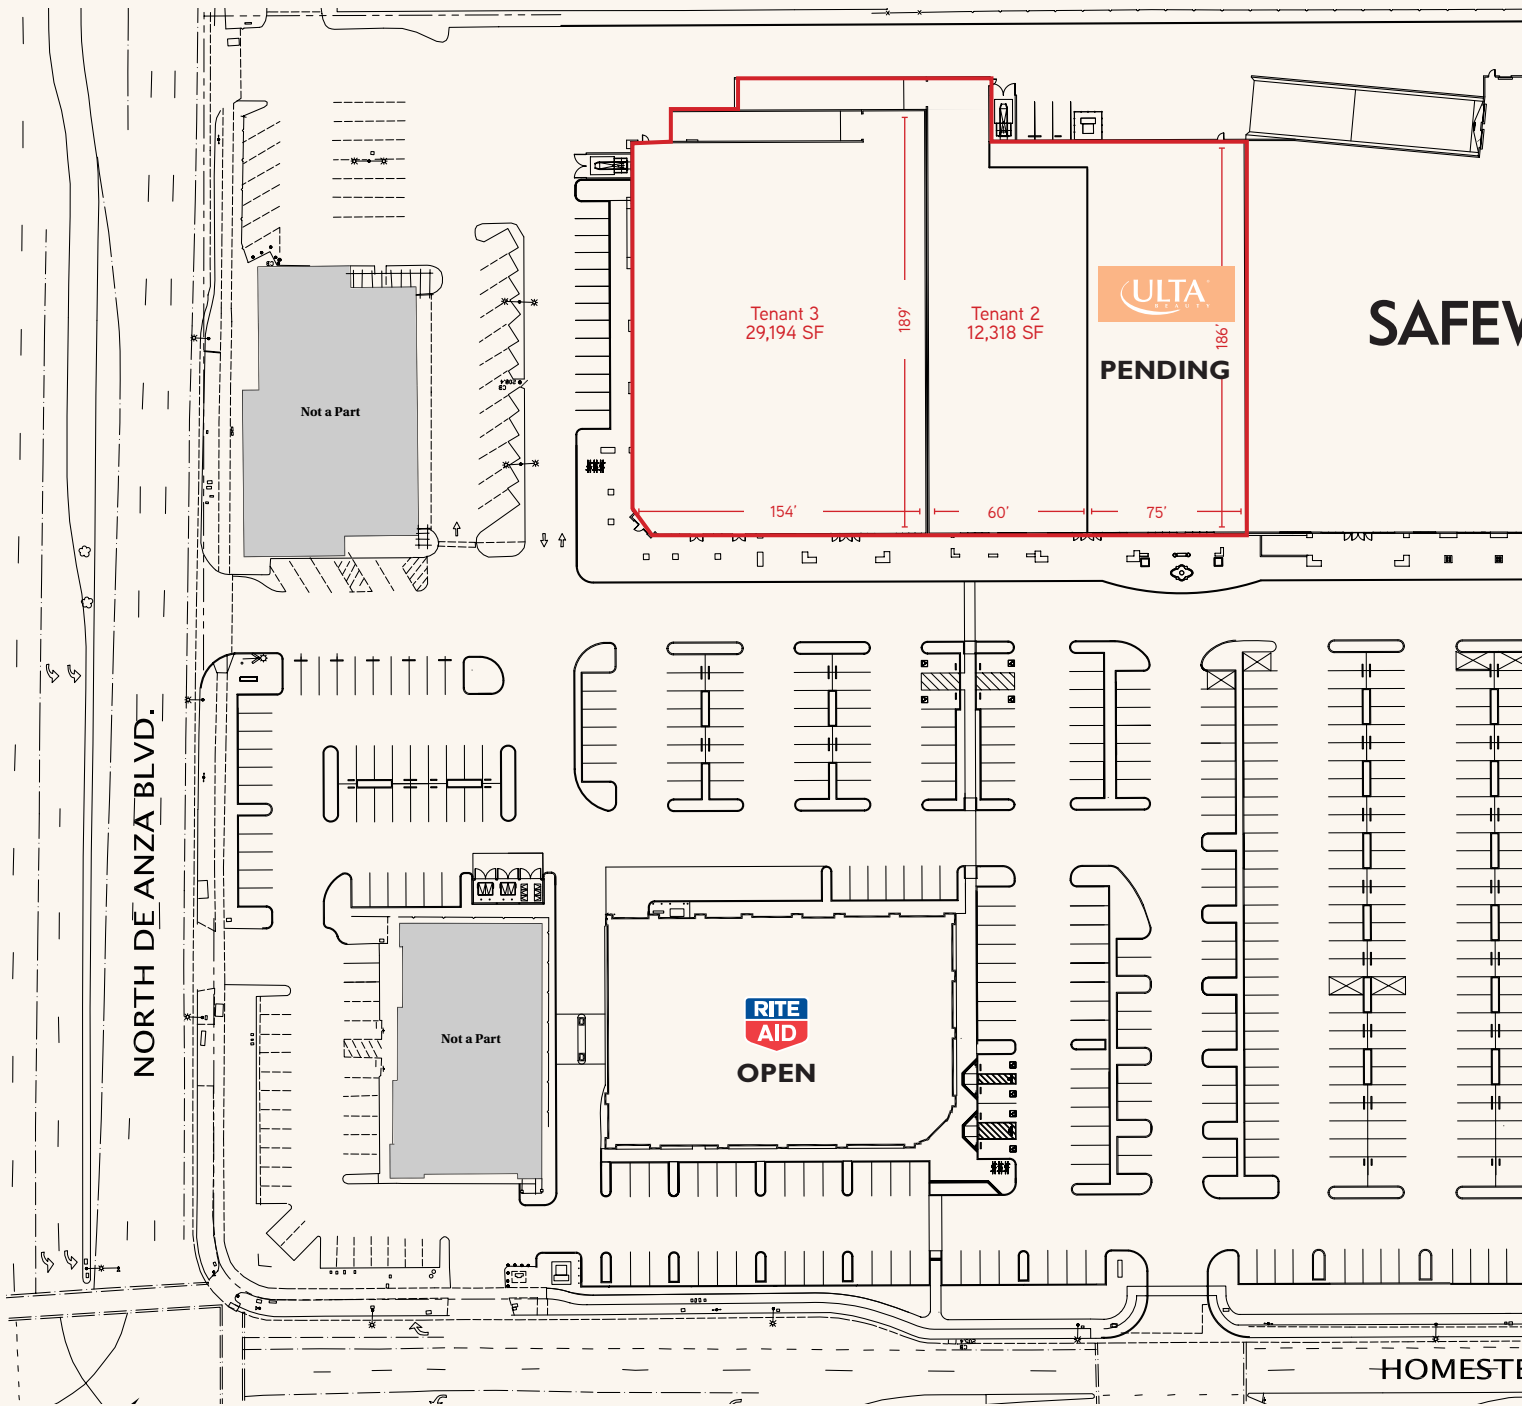 Tenant 3
29,194 SF
189'
Tenant 2
12,318 SF
ULTA
BEAUTY
PENDING
186'
SAFEW
Not a Part
154'
60'
75'
NORTH DE ANZA BLVD.
Not a Part
RITE
AID
OPEN
HOMESTE